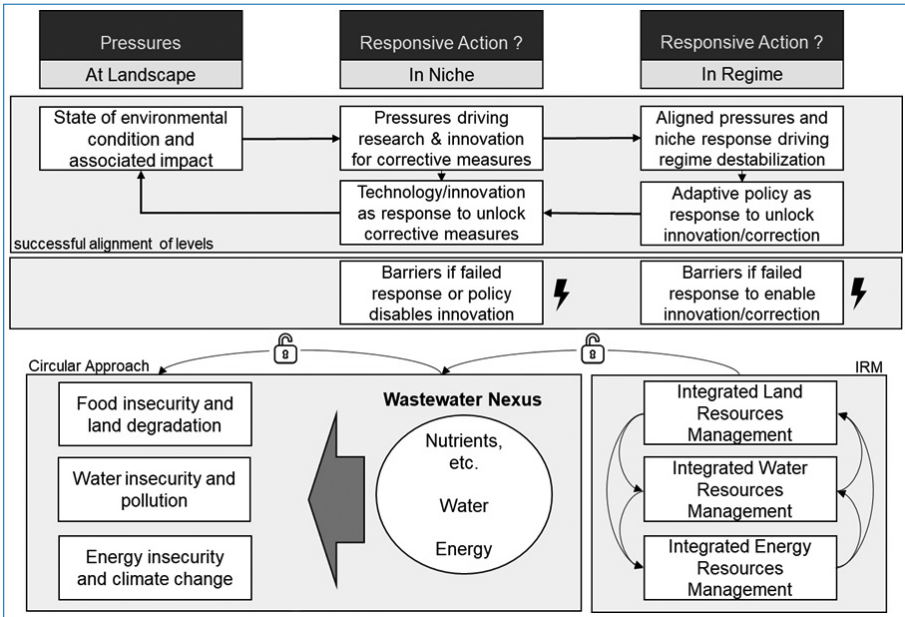 Pressures
At Landscape
Responsive Action ?
In Niche
Responsive Action ?
In Regime
State of environmental
condition and
associated impact
Pressures driving
research & innovation
for corrective measures
Aligned pressures and
niche response driving
regime destabilization
Technology/innovation
as response to unlock
corrective measures
Adaptive policy as
response to unlock
innovation/correction
successful alignment of levels
Barriers if failed
response or policy
disables innovation
Barriers if failed
response to enable
innovation/correction
Circular Approach
IRM
Food insecurity and
land degradation
Water insecurity and
pollution
Energy insecurity
and climate change
Wastewater Nexus
Nutrients,
etc.
Water
Energy
Integrated Land
Resources
Management
Integrated Water
Resources
Management
Integrated Energy
Resources
Management